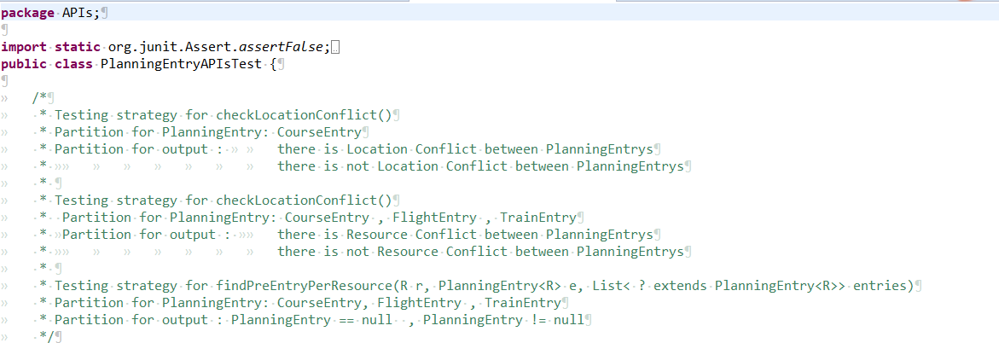 package APIs;
import static org.junit.Assert.assertFalse;
public class PlanningEntryAPIsTest {
/*
* Testing strategy for checkLocationConflict()
* Partition for PlanningEntry: CourseEntry
* Partition for output : there is Location Conflict between PlanningEntrys
* there is not Location Conflict between PlanningEntrys
*
* Testing strategy for checkLocationConflict()
*  Partition for PlanningEntry: CourseEntry , FlightEntry , TrainEntry
* Partition for output : there is Resource Conflict between PlanningEntrys
* there is not Resource Conflict between PlanningEntrys
*
* Testing strategy for findPreEntryPerResource(R r, PlanningEntry<R> e, List< ? extends PlanningEntry<R>> entries)
* Partition for PlanningEntry: CourseEntry, FlightEntry , TrainEntry
* Partition for output : PlanningEntry == null  , PlanningEntry != null
*/